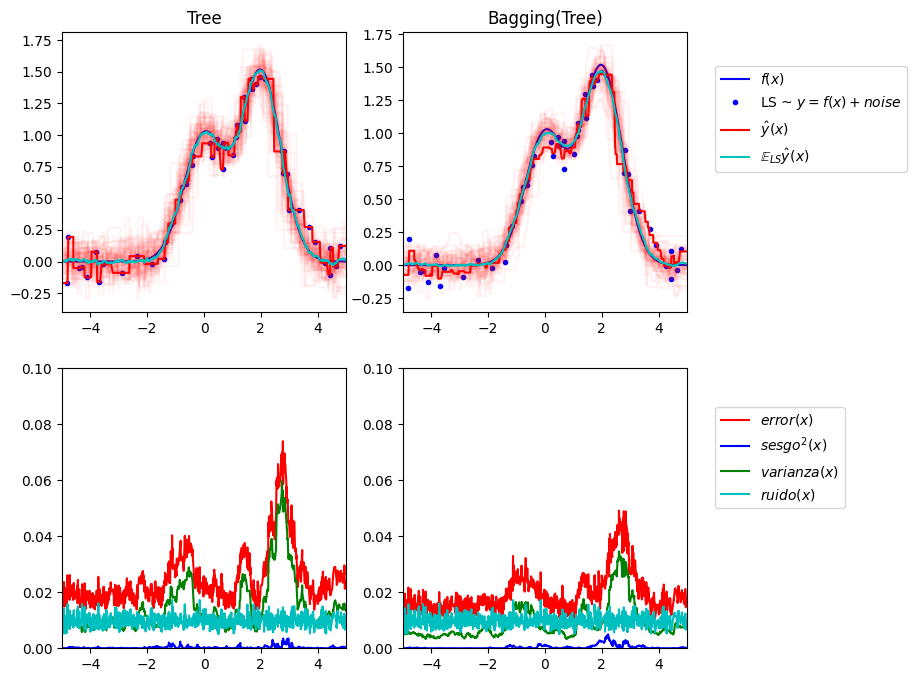 Tree
Bagging(Tree)
1.75
1.50
1.25
1.00
0.75
0.50
0.25
0.00
−0.25
−4 −2 0 2 4
1.75
1.50
1.25
1.00
0.75
0.50
0.25
0.00
−0.25
−4 −2 0 2 4
f(x)
LS ~ y = f(x) + noise
ŷ(x)
𝔼_LS ŷ(x)
0.10
0.08
0.06
0.04
0.02
0.00
−4 −2 0 2 4
0.10
0.08
0.06
0.04
0.02
0.00
−4 −2 0 2 4
error(x)
sesgo²(x)
varianza(x)
ruido(x)